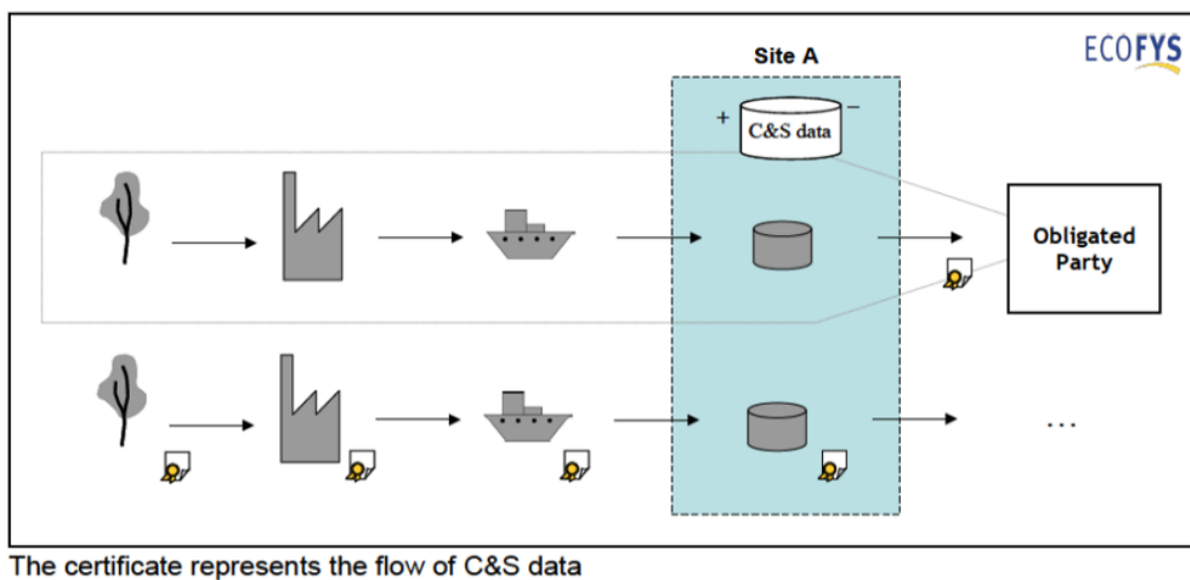 ECOFYS
Site A
+
−
C&S data
Obligated
Party
...
The certificate represents the flow of C&S data